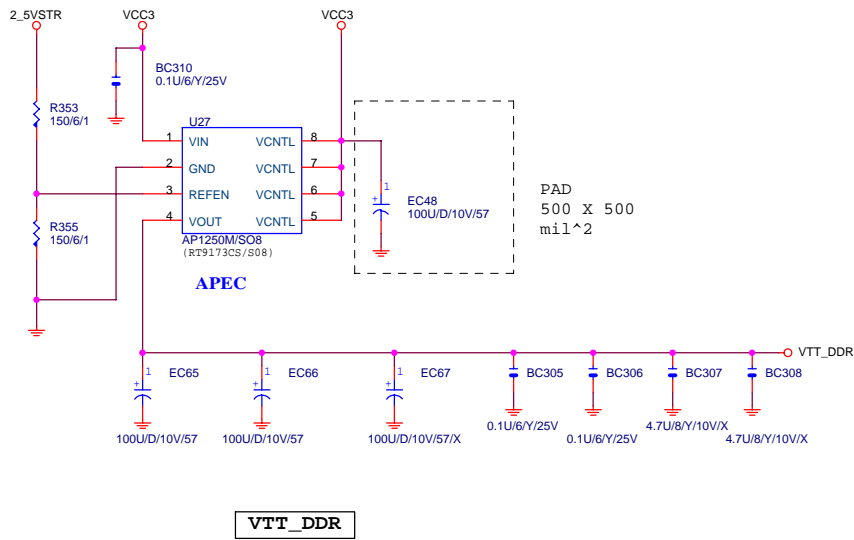 2_5VSTR
VCC3
VCC3
BC310
0.1U/6/Y/25V
R353
150/6/1
U27
1 VIN VCNTL 8
2 GND VCNTL 7
3 REFEN VCNTL 6
4 VOUT VCNTL 5
AP1250M/SO8
(RT9173CS/S08)
APEC
R355
150/6/1
1
+
EC48
100U/D/10V/57
PAD
500 X 500
mil^2
VTT_DDR
1
+
EC65
100U/D/10V/57
1
+
EC66
100U/D/10V/57
1
+
EC67
100U/D/10V/57/X
BC305
0.1U/6/Y/25V
BC306
0.1U/6/Y/25V
BC307
4.7U/8/Y/10V/X
BC308
4.7U/8/Y/10V/X
VTT_DDR